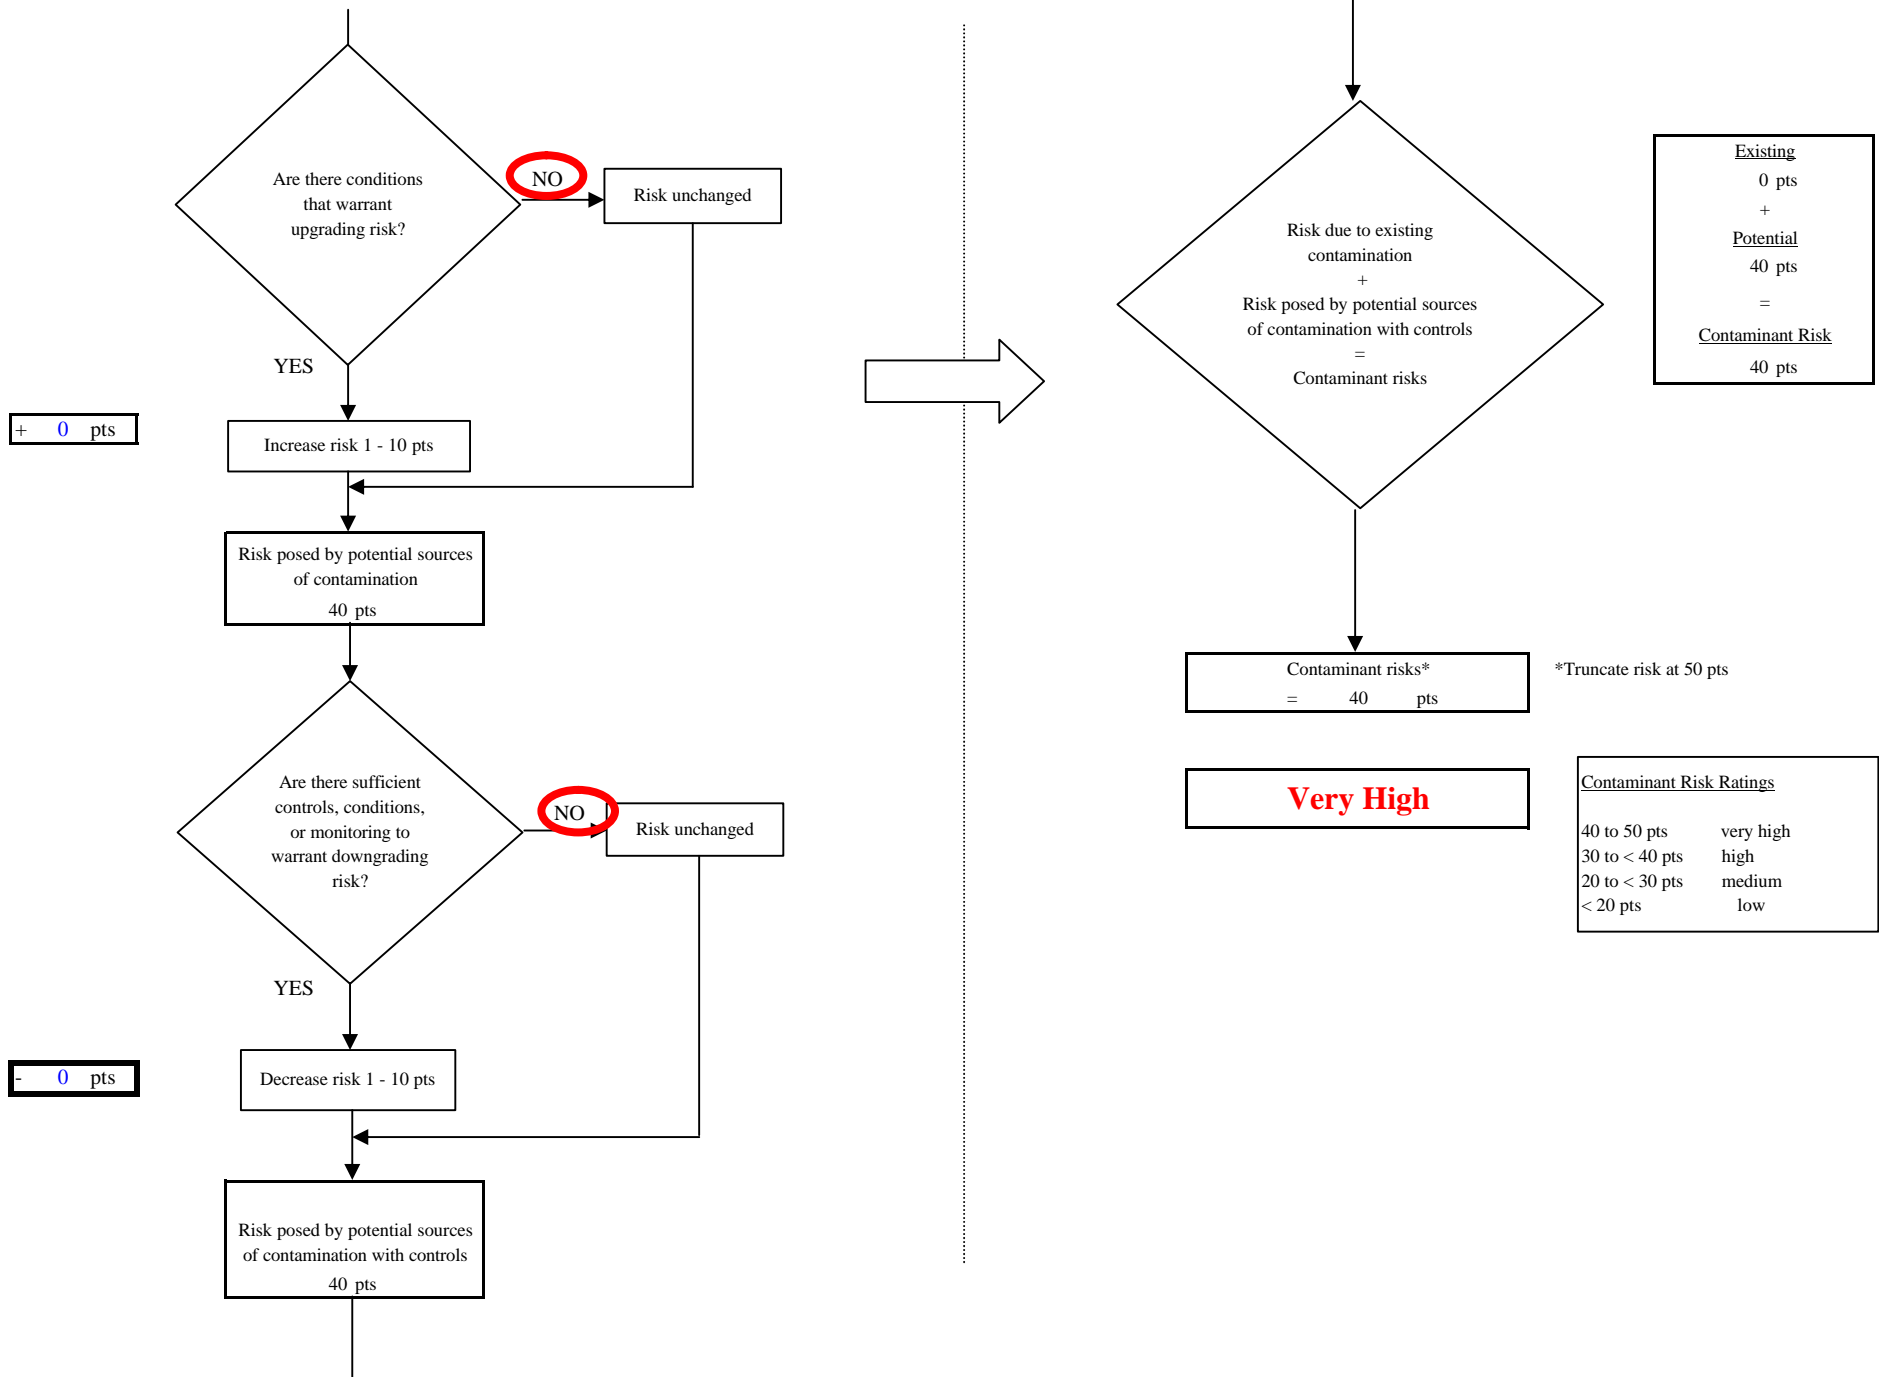 Are there conditions
that warrant
upgrading risk?
NO
Risk unchanged
YES
+ 0 pts
Increase risk 1 - 10 pts
Risk posed by potential sources
of contamination
40 pts
Are there sufficient
controls, conditions,
or monitoring to
warrant downgrading
risk?
NO
Risk unchanged
YES
- 0 pts
Decrease risk 1 - 10 pts
Risk posed by potential sources
of contamination with controls
40 pts
Risk due to existing
contamination
+
Risk posed by potential sources
of contamination with controls
=
Contaminant risks
Existing
0 pts
+
Potential
40 pts
=
Contaminant Risk
40 pts
Contaminant risks*
= 40 pts
*Truncate risk at 50 pts
Very High
Contaminant Risk Ratings
40 to 50 pts very high
30 to < 40 pts high
20 to < 30 pts medium
< 20 pts low